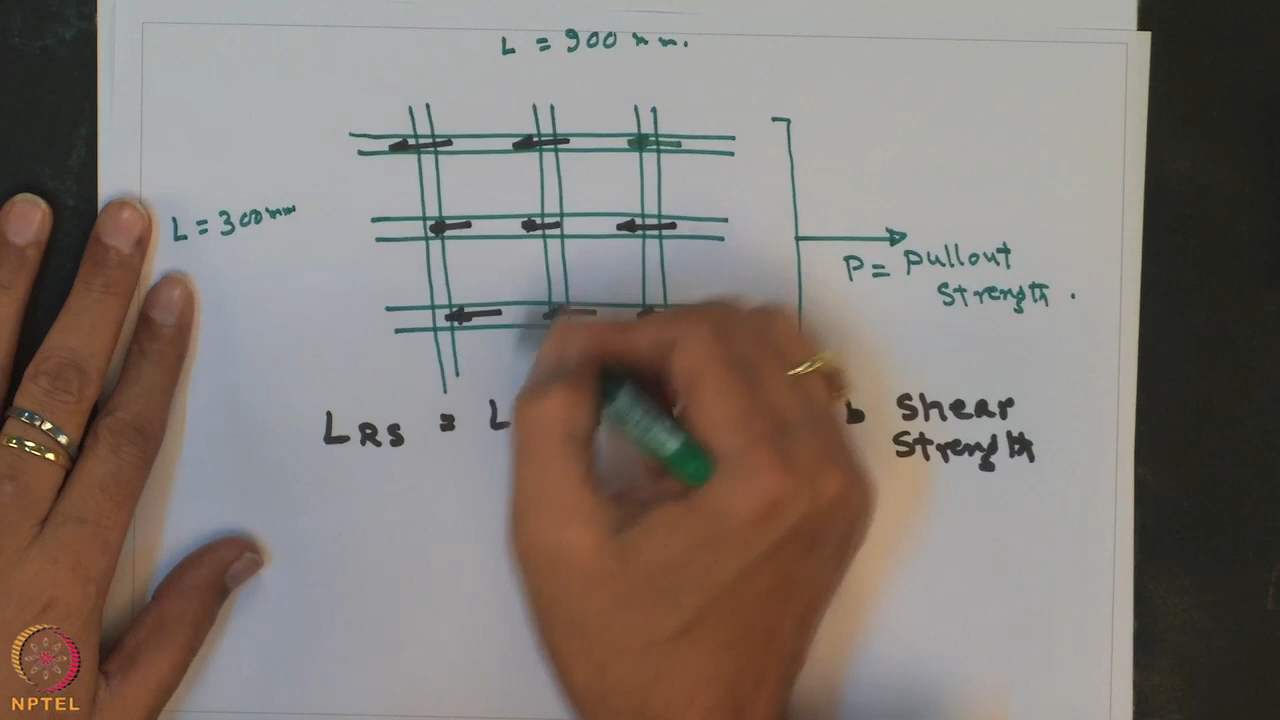 L = 900 mm.
L = 300 mm
P = Pullout
Strength.
LRS = L Shear
Strength
NPTEL